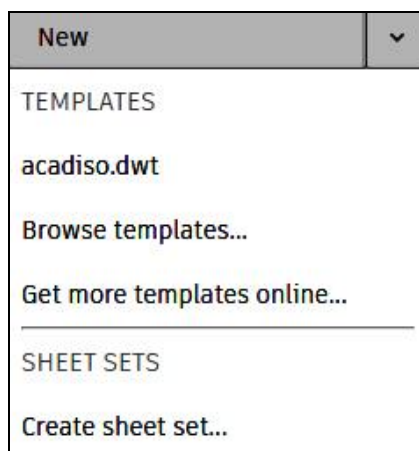 New
TEMPLATES
acadiso.dwt
Browse templates...
Get more templates online...
SHEET SETS
Create sheet set...